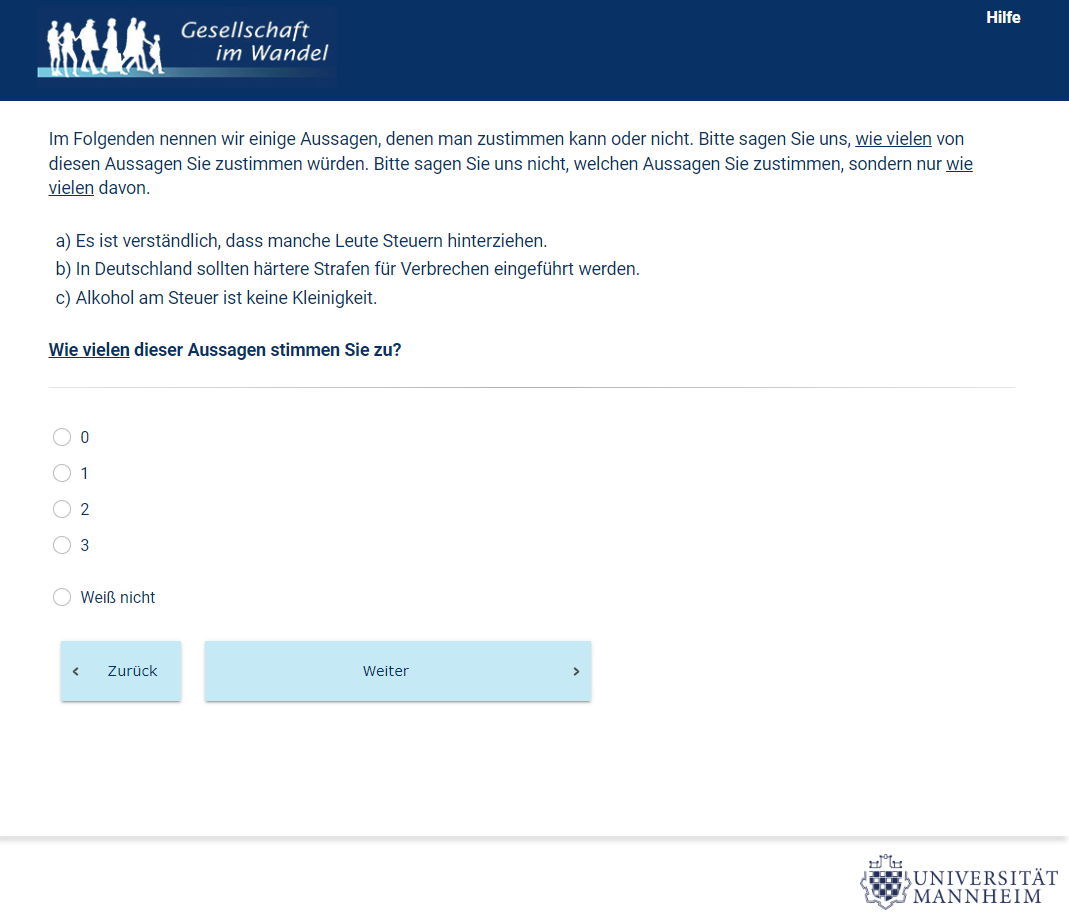 Gesellschaft
im Wandel
Hilfe
Im Folgenden nennen wir einige Aussagen, denen man zustimmen kann oder nicht. Bitte sagen Sie uns, wie vielen von
diesen Aussagen Sie zustimmen würden. Bitte sagen Sie uns nicht, welchen Aussagen Sie zustimmen, sondern nur wie
vielen davon.
a) Es ist verständlich, dass manche Leute Steuern hinterziehen.
b) In Deutschland sollten härtere Strafen für Verbrechen eingeführt werden.
c) Alkohol am Steuer ist keine Kleinigkeit.
Wie vielen dieser Aussagen stimmen Sie zu?
0
1
2
3
Weiß nicht
‹ Zurück
Weiter ›
UNIVERSITÄT
MANNHEIM